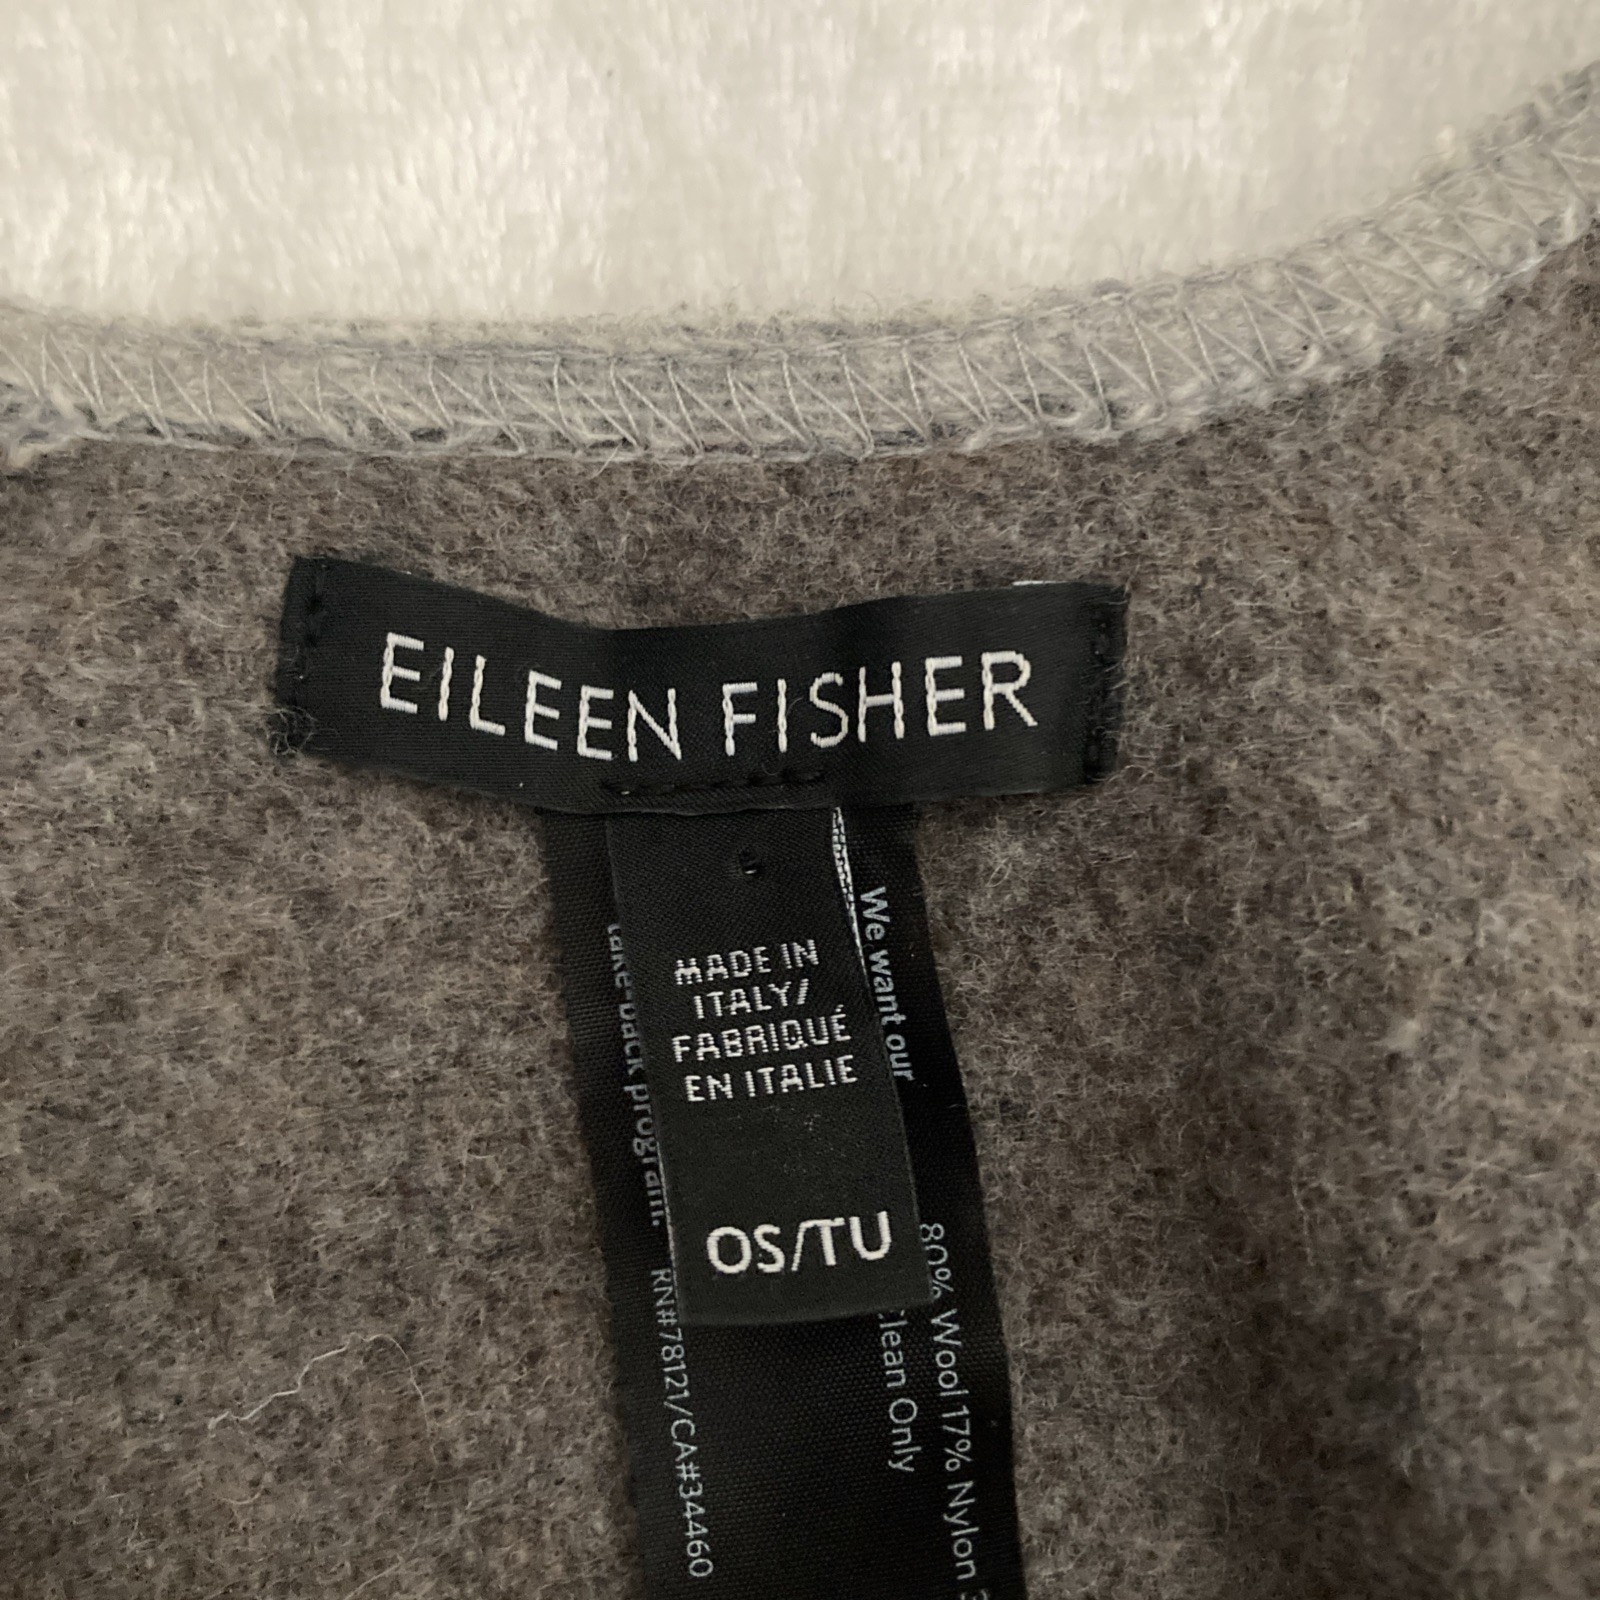 EILEEN FISHER
MADE IN
ITALY/
FABRIQUÉ
EN ITALIE
OS/TU
We want our
take-back program.
RN#78121/CA#34460
80% Wool 17% Nylon 3
Clean Only